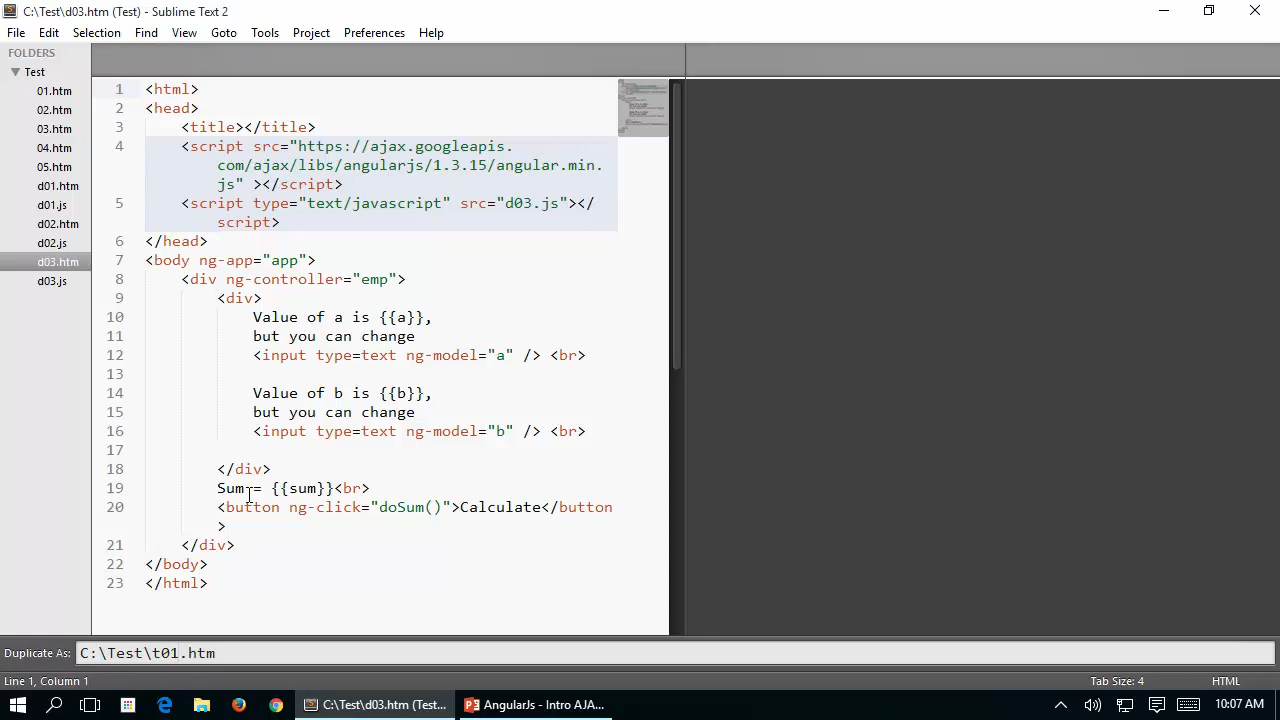 C:\Test\d03.htm (Test) - Sublime Text 2
File Edit Selection Find View Goto Tools Project Preferences Help
FOLDERS
Test
01.htm
02.htm
03.htm
04.htm
05.htm
d01.htm
d01.js
d02.htm
d02.js
d03.htm
d03.js
1 <html>
2 <head>
3 <title></title>
4 <script src="https://ajax.googleapis.
com/ajax/libs/angularjs/1.3.15/angular.min.
js" ></script>
5 <script type="text/javascript" src="d03.js"></
script>
6 </head>
7 <body ng-app="app">
8 <div ng-controller="emp">
9 <div>
10 Value of a is {{a}},
11 but you can change
12 <input type=text ng-model="a" /> <br>
13
14 Value of b is {{b}},
15 but you can change
16 <input type=text ng-model="b" /> <br>
17
18 </div>
19 Sum = {{sum}}<br>
20 <button ng-click="doSum()">Calculate</button
>
21 </div>
22 </body>
23 </html>
Duplicate As: C:\Test\t01.htm
Line 1, Column 1 Tab Size: 4 HTML
C:\Test\d03.htm (Test... AngularJs - Intro AJA... 10:07 AM